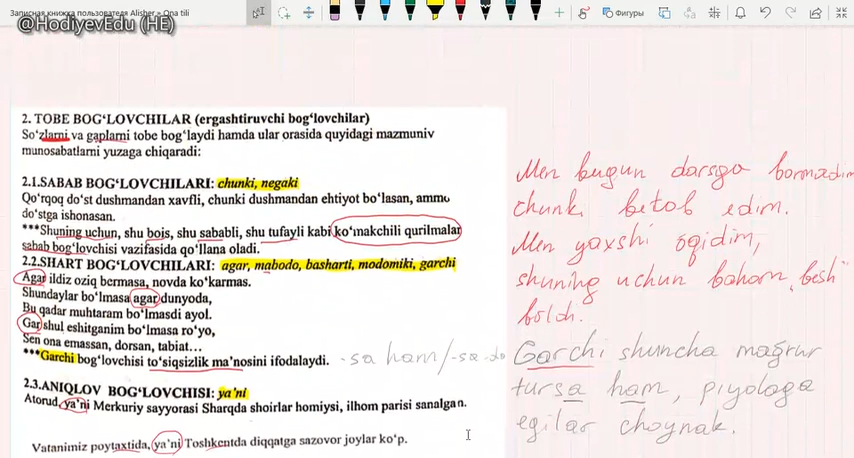 Записная книжка пользователя Alisher » Ona tili
@HodiyevEdu (HE)
Фигуры
2. TOBE BOG‘LOVCHILAR (ergashtiruvchi bog‘lovchilar)
So‘zlarni va gaplarni tobe bog‘laydi hamda ular orasida quyidagi mazmuniy
munosabatlarni yuzaga chiqaradi:
2.1.SABAB BOG‘LOVCHILARI: chunki, negaki
Qo‘rqoq do‘st dushmandan xavfli, chunki dushmandan ehtiyot bo‘lasan, ammo
do‘stga ishonasan.
***Shuning uchun, shu bois, shu sababli, shu tufayli kabi ko‘makchili qurilmalar
sabab bog‘lovchisi vazifasida qo‘llana oladi.
2.2.SHART BOG‘LOVCHILARI: agar, mabodo, basharti, modomiki, garchi
Agar ildiz oziq bermasa, novda ko‘karmas.
Shundaylar bo‘lmasa agar dunyoda,
Bu qadar muhtaram bo‘lmasdi ayol.
Gar shul eshitganim bo‘lmasa ro‘yo,
Sen ona emassan, dorsan, tabiat…
***Garchi bog‘lovchisi to‘siqsizlik ma’nosini ifodalaydi.
2.3.ANIQLOV BOG‘LOVCHISI: ya’ni
Atorud, ya’ni Merkuriy sayyorasi Sharqda shoirlar homiysi, ilhom parisi sanalgan.
Vatanimiz poytaxtida, ya’ni Toshkentda diqqatga sazovor joylar ko‘p.
- sa ham / -sa-da
Men bugun darsga bormadim
chunki betob edim.
Men yaxshi o‘qidim,
shuning uchun bahom „besh"
bo‘ldi.
Garchi shuncha mag‘rur
tursa ham, piyolaga
egilar choynak.